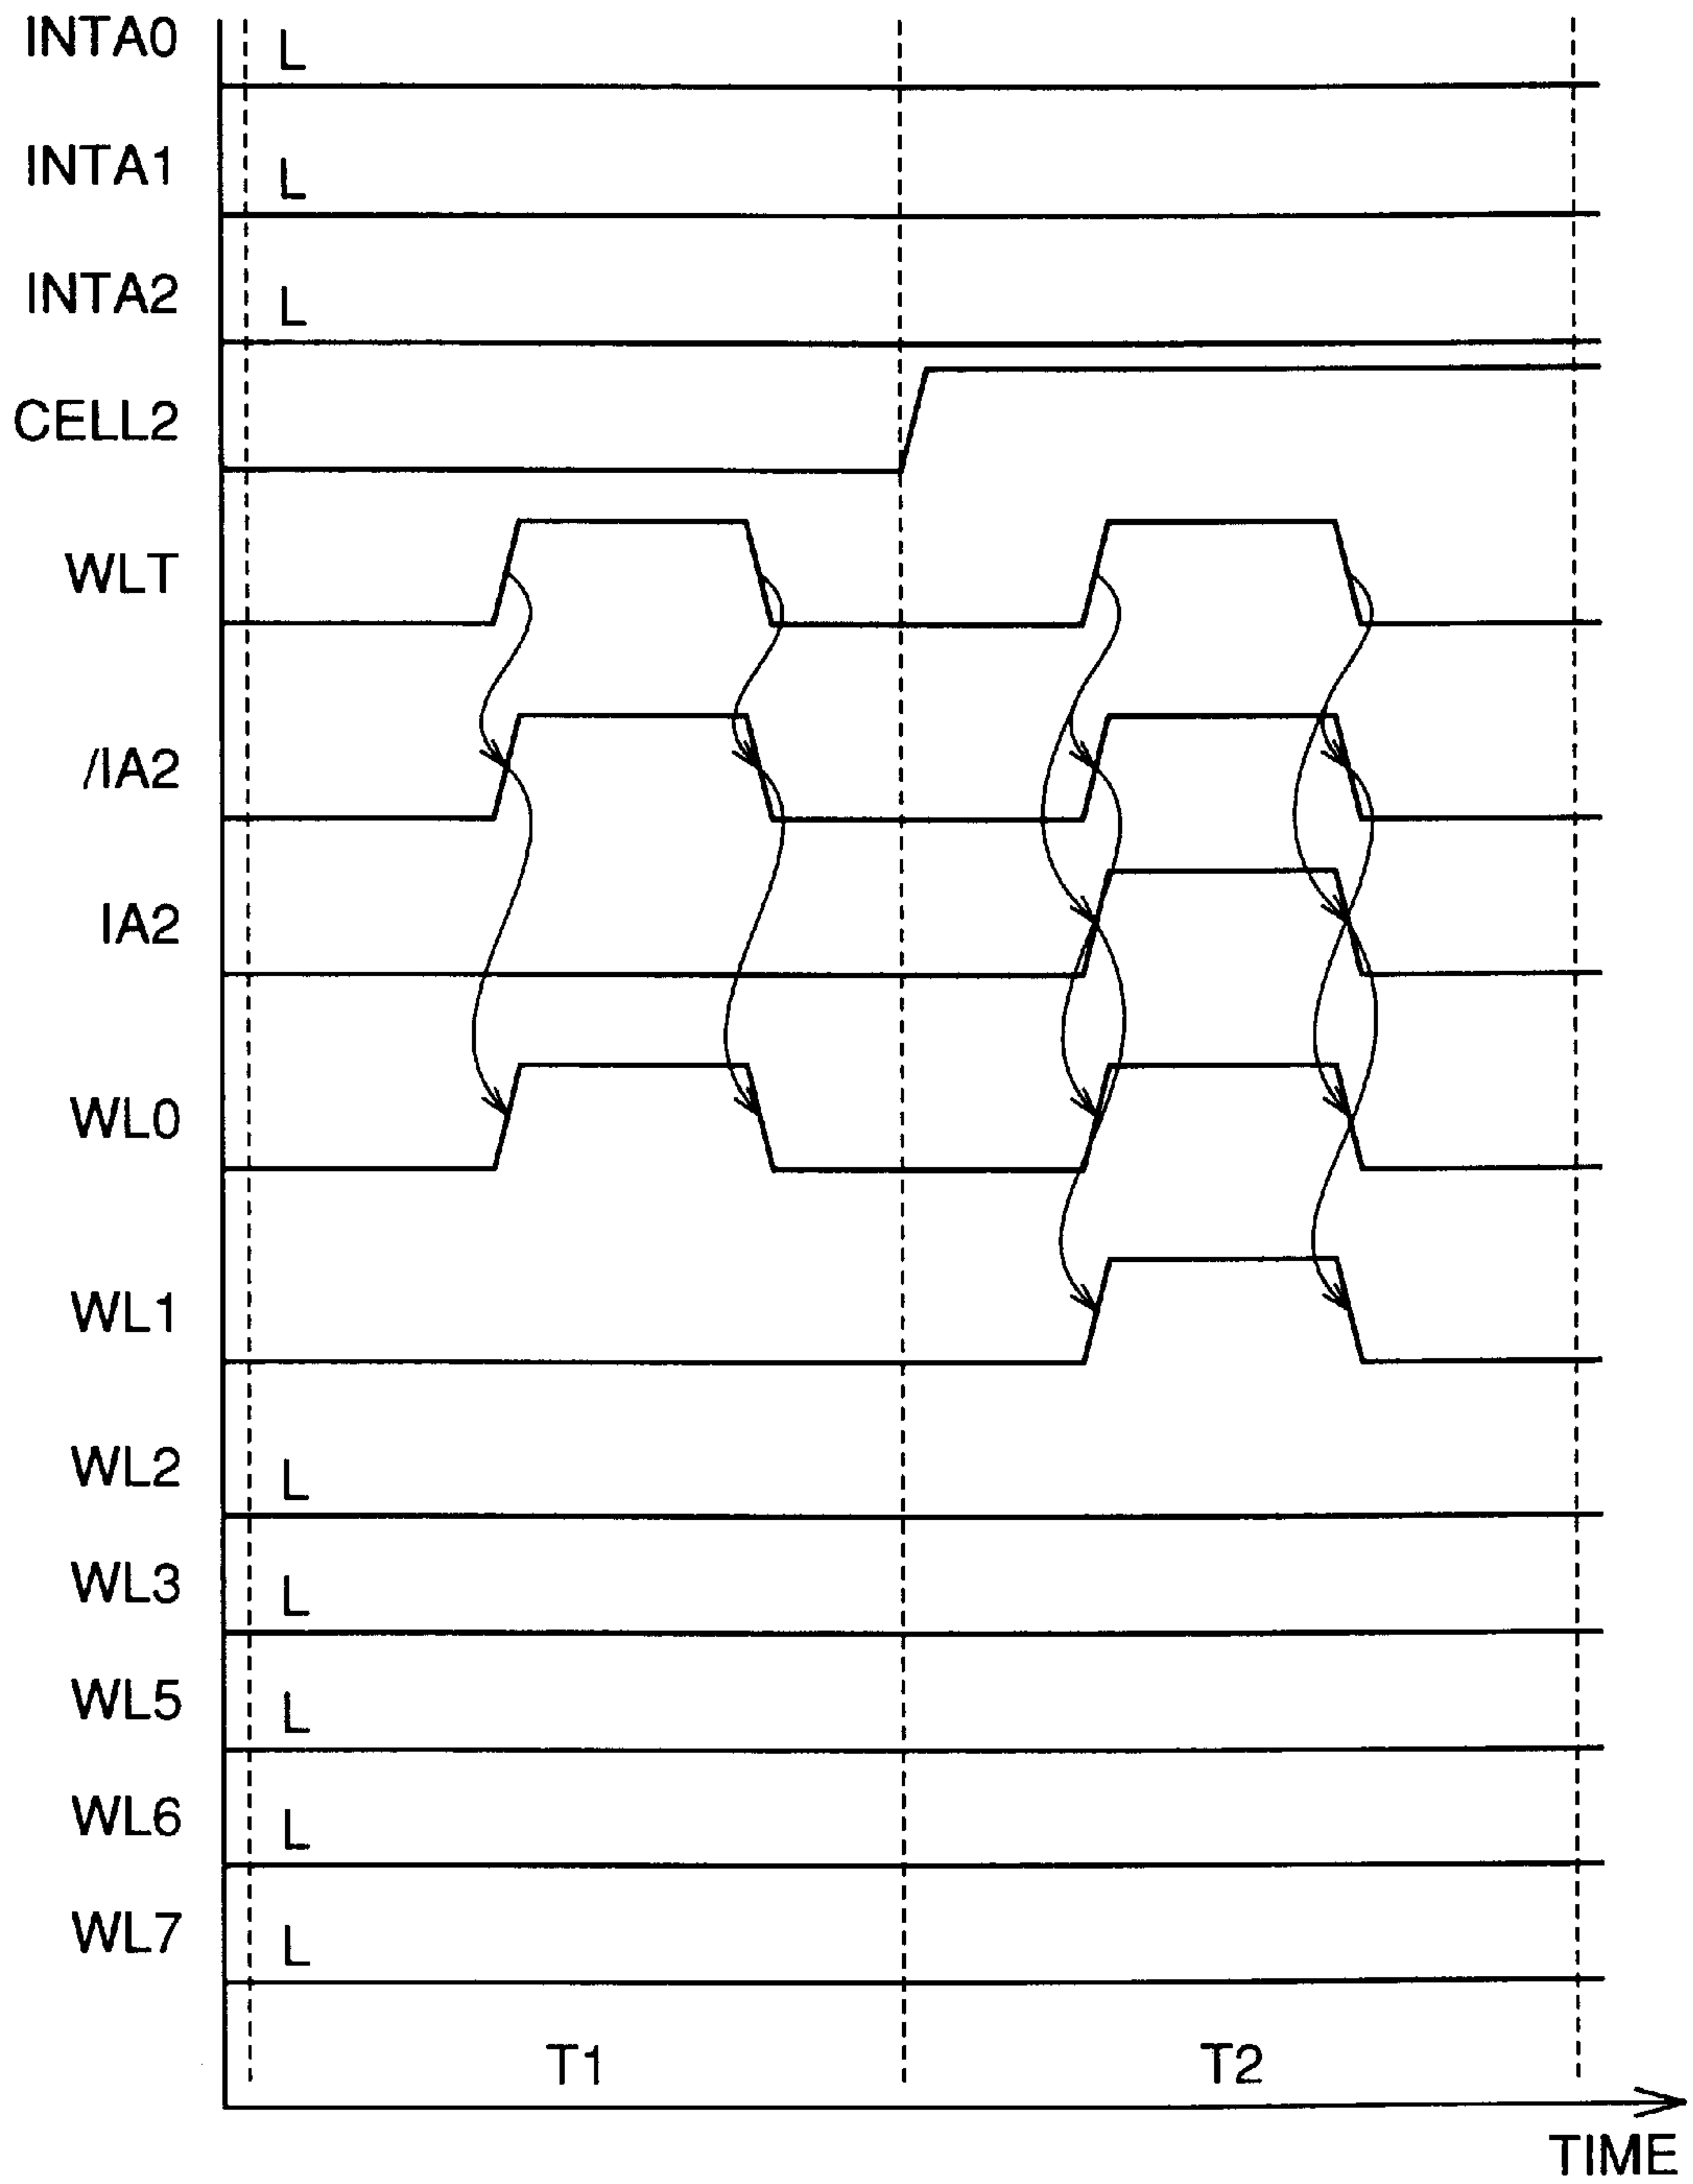 INTA0 L
INTA1 L
INTA2 L
CELL2
WLT
/IA2
IA2
WL0
WL1
WL2 L
WL3 L
WL5 L
WL6 L
WL7 L
T1 T2
TIME